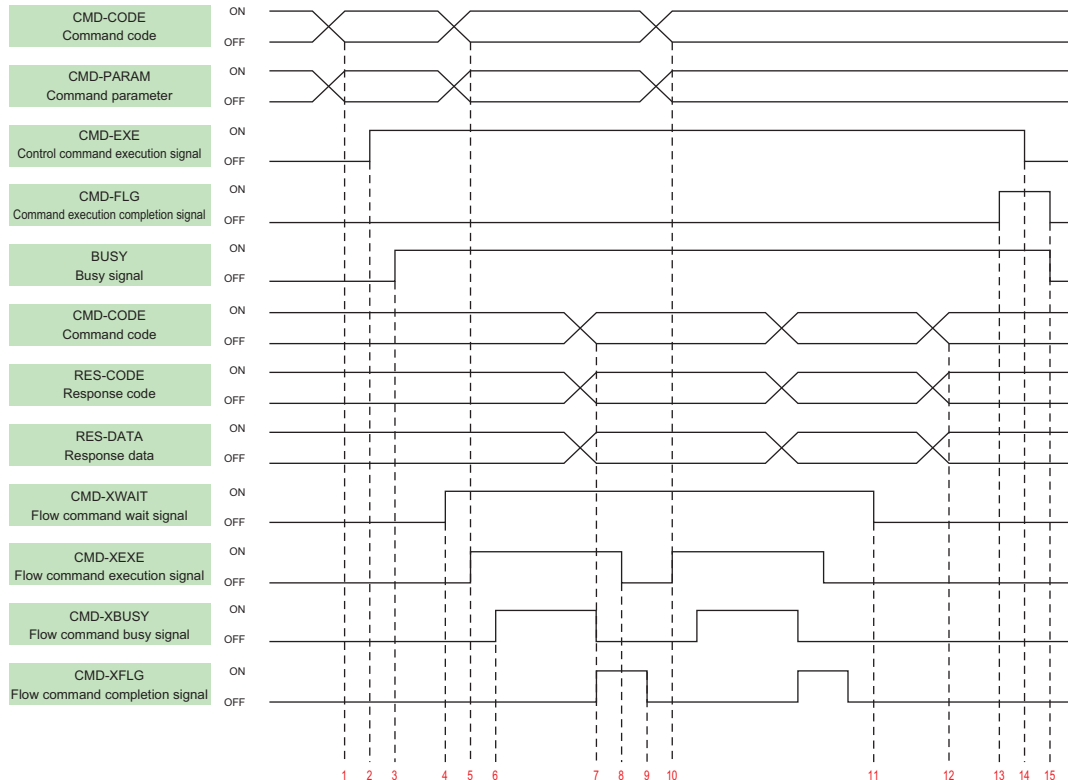 CMD-CODE
Command code
ON
OFF
CMD-PARAM
Command parameter
ON
OFF
CMD-EXE
Control command execution signal
ON
OFF
CMD-FLG
Command execution completion signal
ON
OFF
BUSY
Busy signal
ON
OFF
CMD-CODE
Command code
ON
OFF
RES-CODE
Response code
ON
OFF
RES-DATA
Response data
ON
OFF
CMD-XWAIT
Flow command wait signal
ON
OFF
CMD-XEXE
Flow command execution signal
ON
OFF
CMD-XBUSY
Flow command busy signal
ON
OFF
CMD-XFLG
Flow command completion signal
ON
OFF
1 2 3 4 5 6 7 8 9 10 11 12 13 14 15